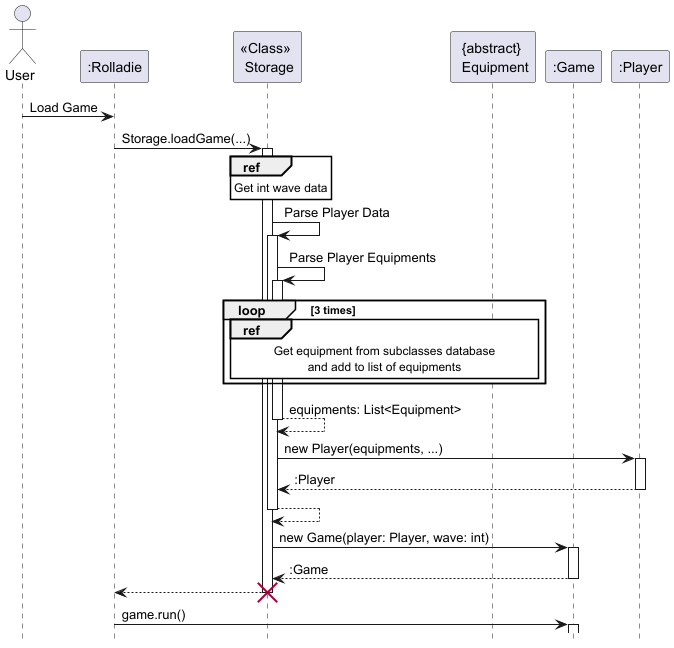 User
:Rolladie
«Class»
Storage
{abstract}
Equipment
:Game
:Player
Load Game
Storage.loadGame(...)
ref
Get int wave data
Parse Player Data
Parse Player Equipments
loop
[3 times]
ref
Get equipment from subclasses database
and add to list of equipments
equipments: List<Equipment>
new Player(equipments, ...)
:Player
new Game(player: Player, wave: int)
:Game
game.run()